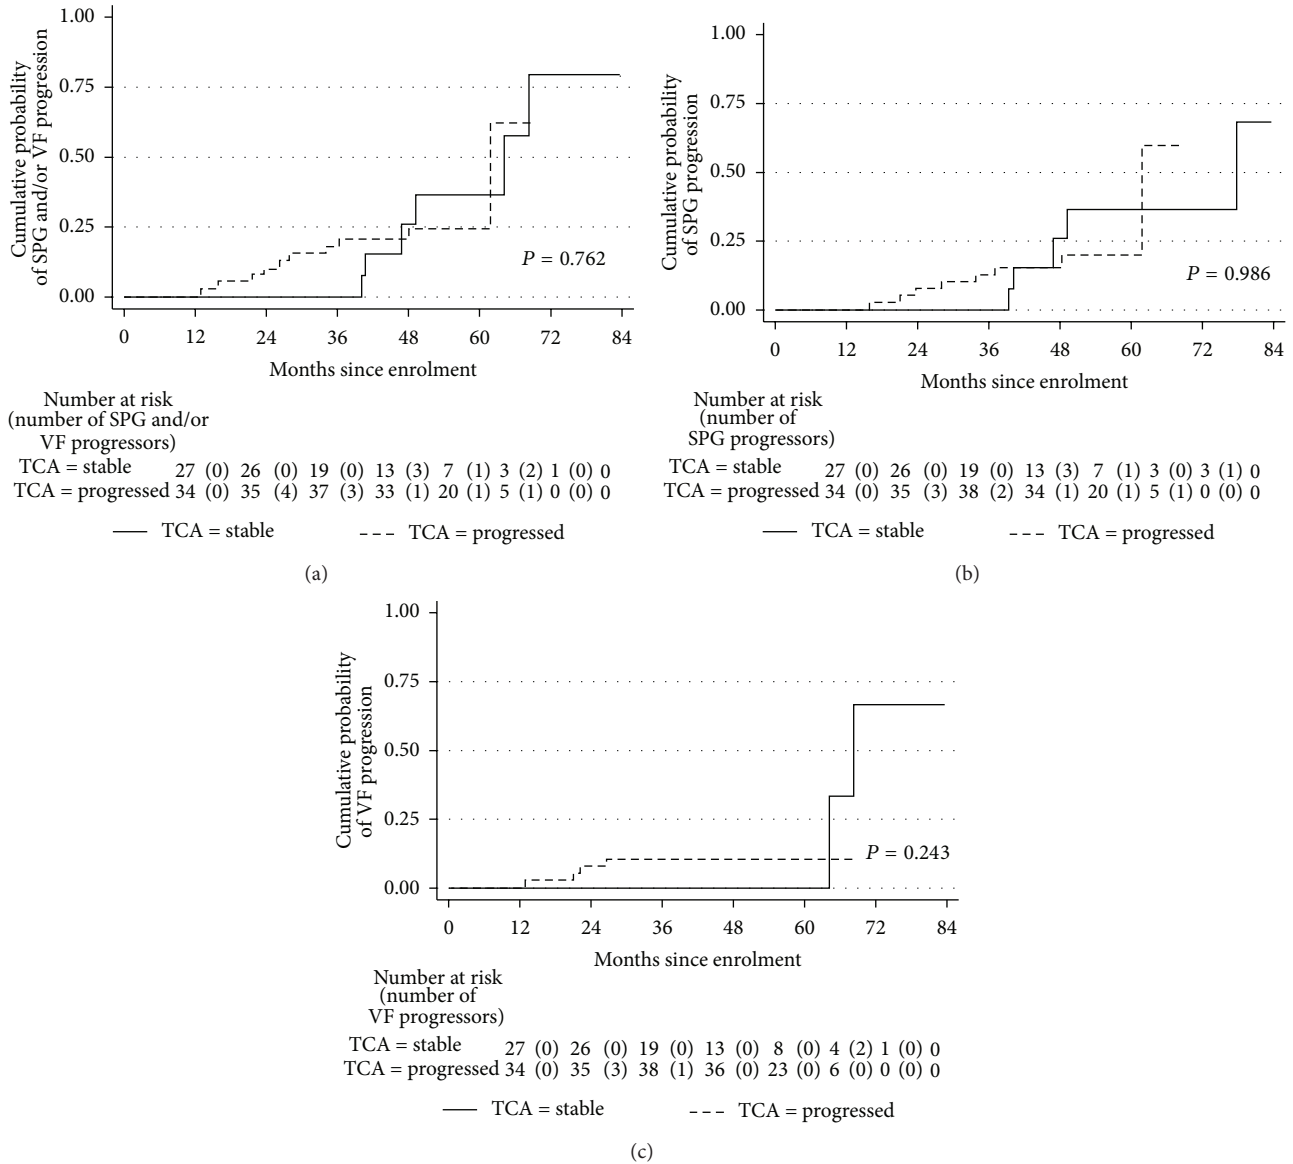 1.00
0.75
0.50
0.25
0.00
Cumulative probability
of SPG and/or VF progression
P = 0.762
0 12 24 36 48 60 72 84
Months since enrolment
Number at risk
(number of SPG and/or
VF progressors)
TCA = stable 27 (0) 26 (0) 19 (0) 13 (3) 7 (1) 3 (2) 1 (0) 0
TCA = progressed 34 (0) 35 (4) 37 (3) 33 (1) 20 (1) 5 (1) 0 (0) 0
TCA = stable TCA = progressed
(a)
1.00
0.75
0.50
0.25
0.00
Cumulative probability
of SPG progression
P = 0.986
0 12 24 36 48 60 72 84
Months since enrolment
Number at risk
(number of
SPG progressors)
TCA = stable 27 (0) 26 (0) 19 (0) 13 (3) 7 (1) 3 (0) 3 (1) 0
TCA = progressed 34 (0) 35 (3) 38 (2) 34 (1) 20 (1) 5 (1) 0 (0) 0
TCA = stable TCA = progressed
(b)
1.00
0.75
0.50
0.25
0.00
Cumulative probability
of VF progression
P = 0.243
0 12 24 36 48 60 72 84
Months since enrolment
Number at risk
(number of
VF progressors)
TCA = stable 27 (0) 26 (0) 19 (0) 13 (0) 8 (0) 4 (2) 1 (0) 0
TCA = progressed 34 (0) 35 (3) 38 (1) 36 (0) 23 (0) 6 (0) 0 (0) 0
TCA = stable TCA = progressed
(c)